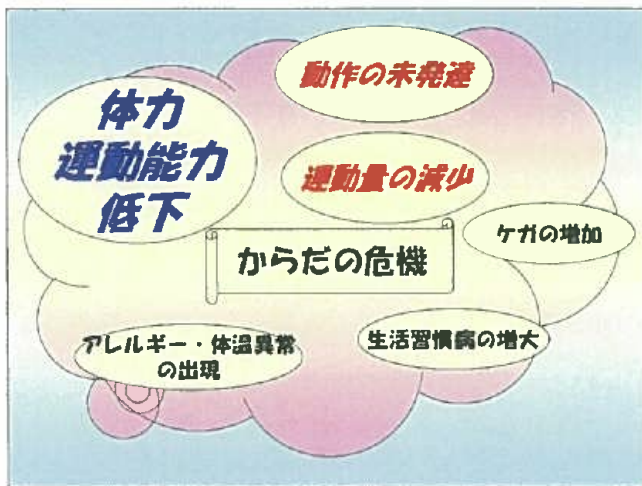 動作の未発達
体力
運動能力
低下
運動量の減少
ケガの増加
からだの危機
生活習慣病の増大
アレルギー・体温異常
の出現